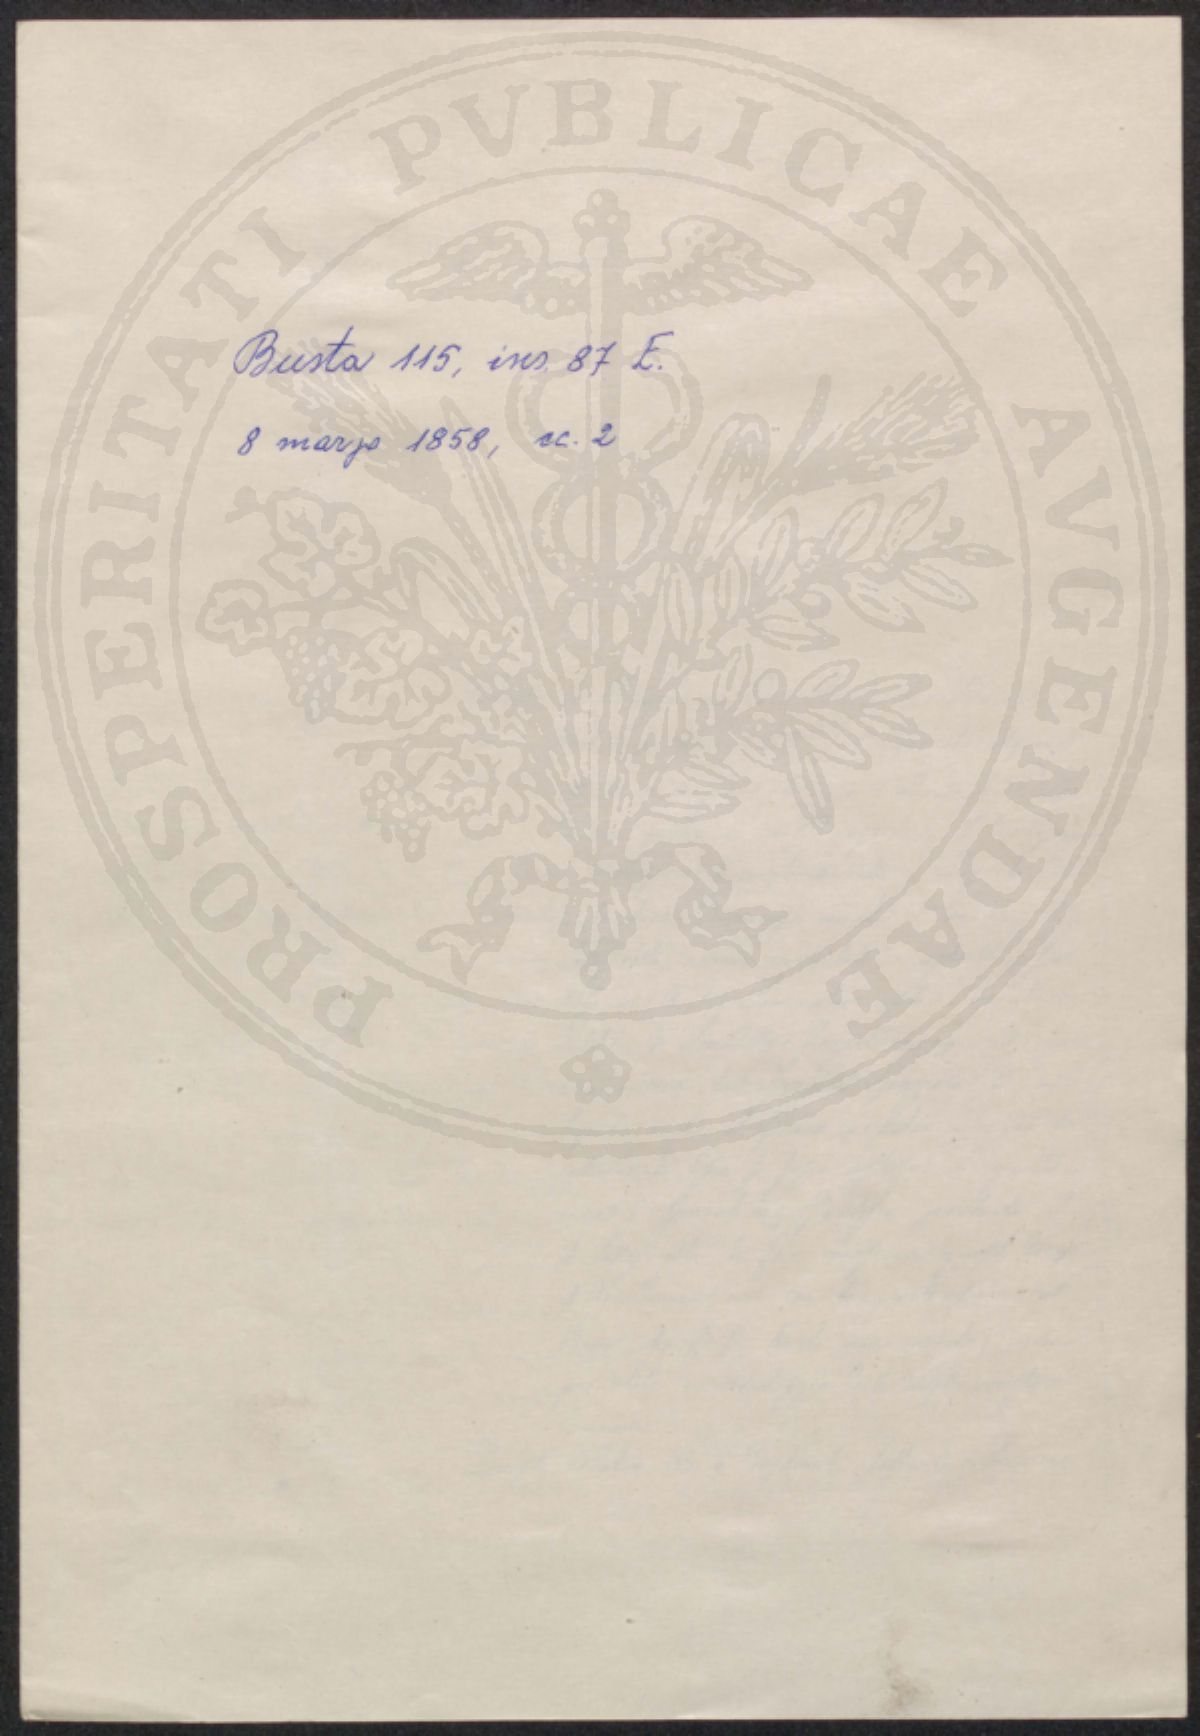 PROSPERITATI PVBLICAE AVGENDAE
Busta 115, ins. 87 E.
8 marzo 1858, cc. 2